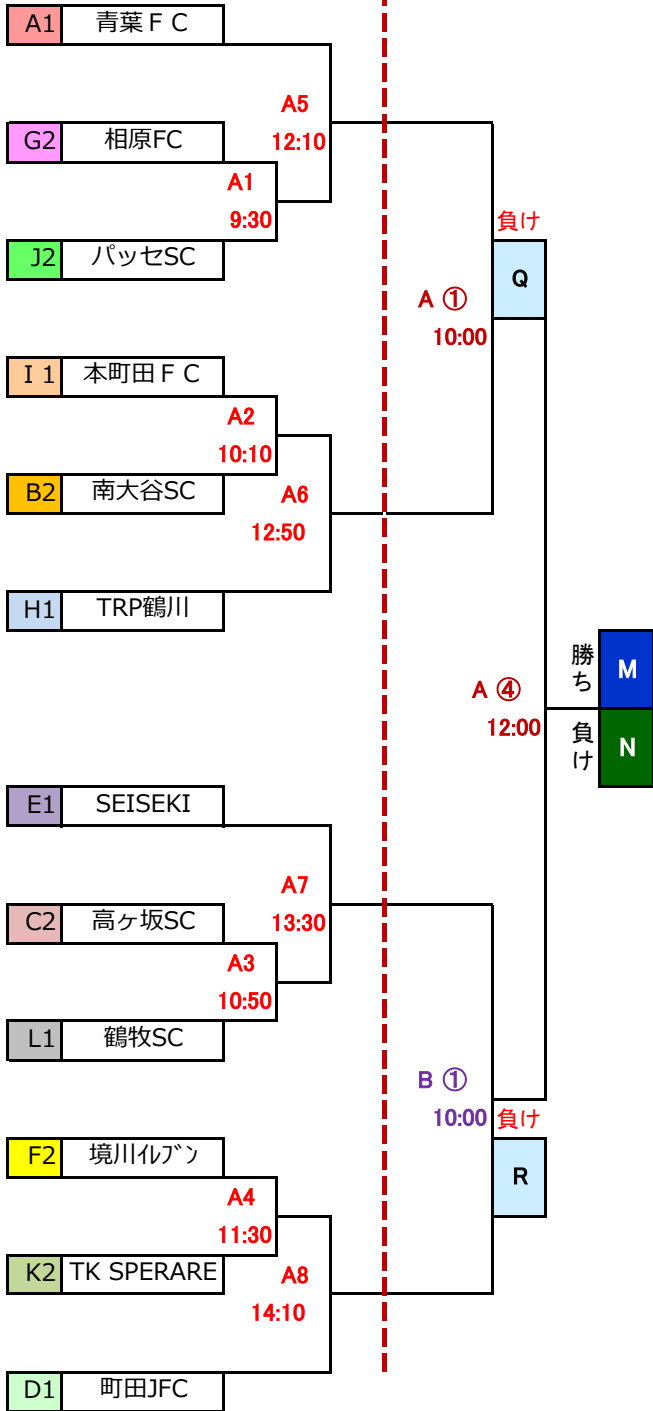 A1 青葉ＦＣ
A5
12:10
G2 相原FC
A1
9:30
負け
J2 パッセSC
Q
A ①
10:00
I 1 本町田ＦＣ
A2
10:10
B2 南大谷SC
A6
12:50
H1 TRP鶴川
勝ち
M
A ④
12:00
負け
N
E1 SEISEKI
A7
13:30
C2 高ヶ坂SC
A3
10:50
L1 鶴牧SC
B ①
10:00
負け
F2 境川ｲﾚﾌﾞﾝ
R
A4
11:30
K2 TK SPERARE
A8
14:10
D1 町田JFC